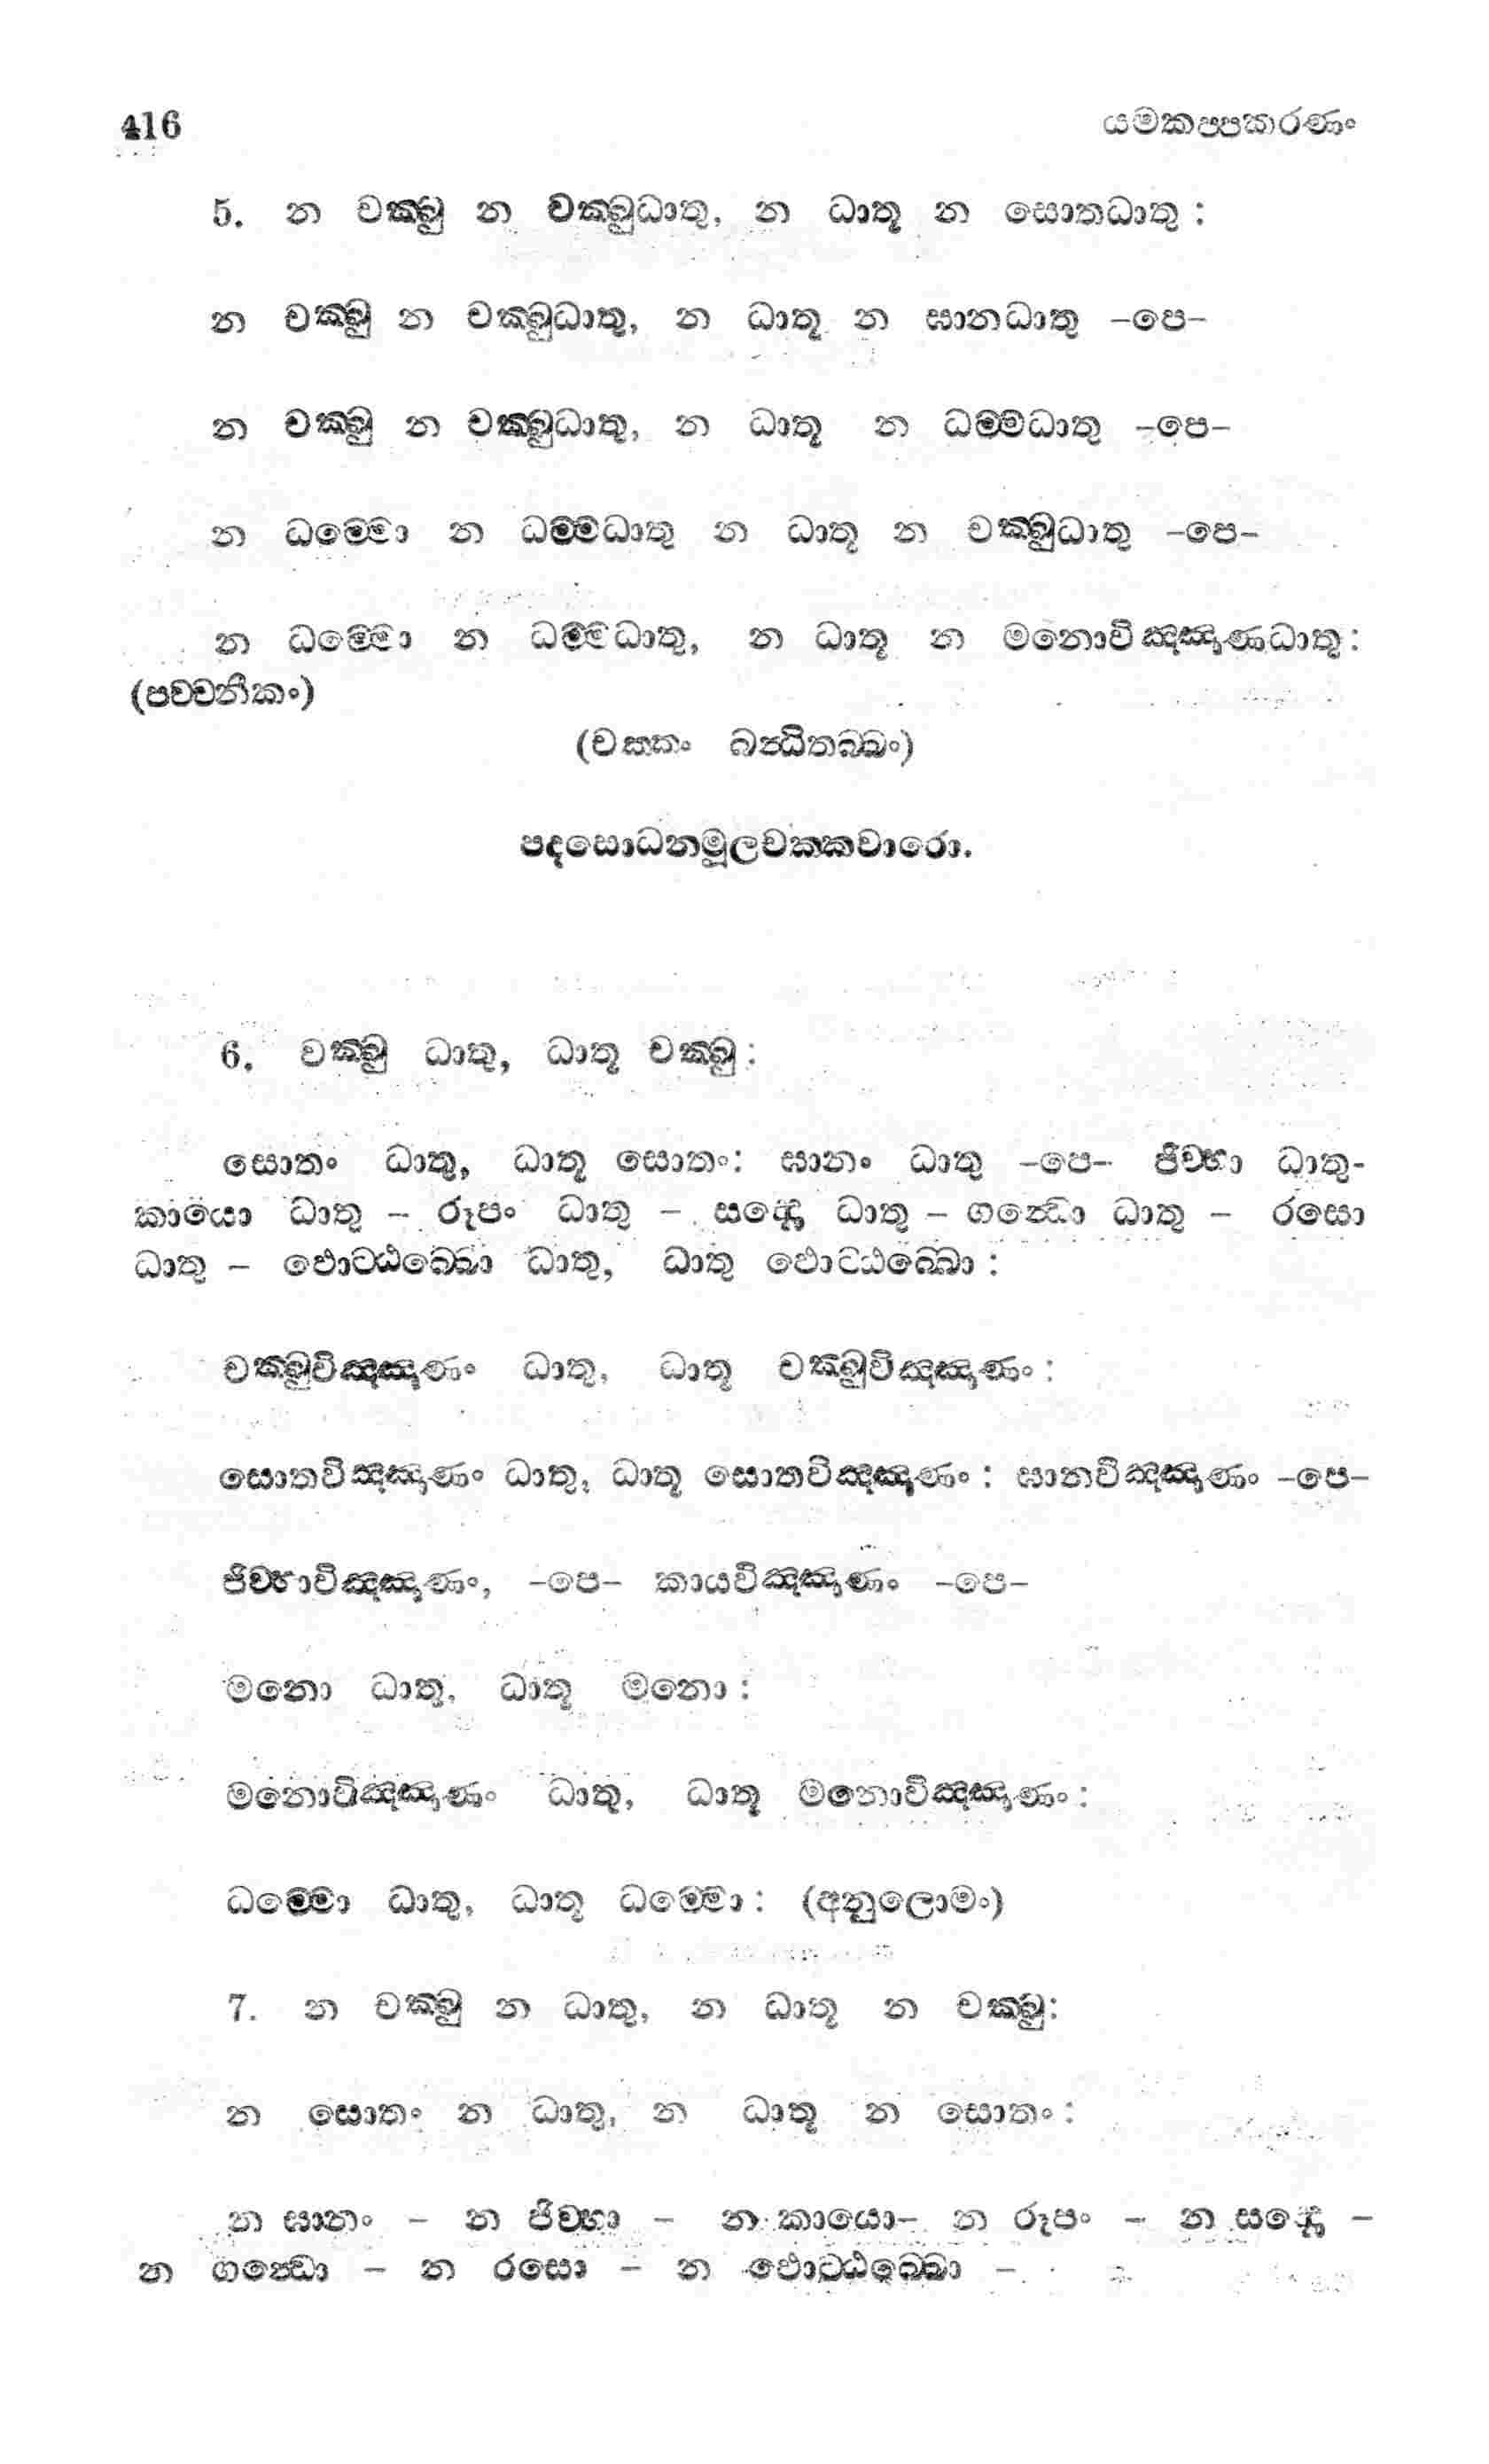 416 යමකප්පකරණං
5. න චක්ඛු න චක්ඛුධාතු, න ධාතූ න සොතධාතු :
න චක්ඛු න චක්ඛුධාතු, න ධාතූ න ඝානධාතු –පෙ–
න චක්ඛු න චක්ඛුධාතු, න ධාතූ න ධම්මධාතු –පෙ–
න ධම්මො න ධම්මධාතු න ධාතූ න චක්ඛුධාතු –පෙ–
න ධම්මො න ධම්මධාතු, න ධාතූ න මනොවිඤ්ඤාණධාතු :
(පච්චනීකං)
(චක්කං බන්ධිතබ්බං)
පදසොධනමූලචක්කවාරො.
6. චක්ඛු ධාතු, ධාතූ චක්ඛු :
සොතං ධාතු, ධාතූ සොතං : ඝානං ධාතු –පෙ– ජිව්හා ධාතු-
කායො ධාතු – රූපං ධාතු – සද්දො ධාතු – ගන්ධො ධාතු – රසො
ධාතු – ඵොට්ඨබ්බො ධාතු, ධාතු ඵොට්ඨබ්බො :
චක්ඛුවිඤ්ඤාණං ධාතු, ධාතූ චක්ඛුවිඤ්ඤාණං :
සොතවිඤ්ඤාණං ධාතු, ධාතූ සොතවිඤ්ඤාණං : ඝානවිඤ්ඤාණං –පෙ–
ජිව්හාවිඤ්ඤාණං, –පෙ– කායවිඤ්ඤාණං –පෙ–
මනො ධාතු, ධාතූ මනො :
මනොවිඤ්ඤාණං ධාතු, ධාතූ මනොවිඤ්ඤාණං :
ධම්මො ධාතු, ධාතූ ධම්මො : (අනුලොමං)
7. න චක්ඛු න ධාතු, න ධාතූ න චක්ඛු :
න සොතං න ධාතු, න ධාතූ න සොතං :
න ඝානං – න ජිව්හා – න කායො– න රූපං – න සද්දො –
න ගන්ධො – න රසො – න ඵොට්ඨබ්බො –